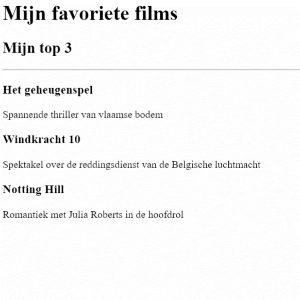 Mijn favoriete films
Mijn top 3
Het geheugenspel
Spannende thriller van vlaamse bodem
Windkracht 10
Spektakel over de reddingsdienst van de Belgische luchtmacht
Notting Hill
Romantiek met Julia Roberts in de hoofdrol